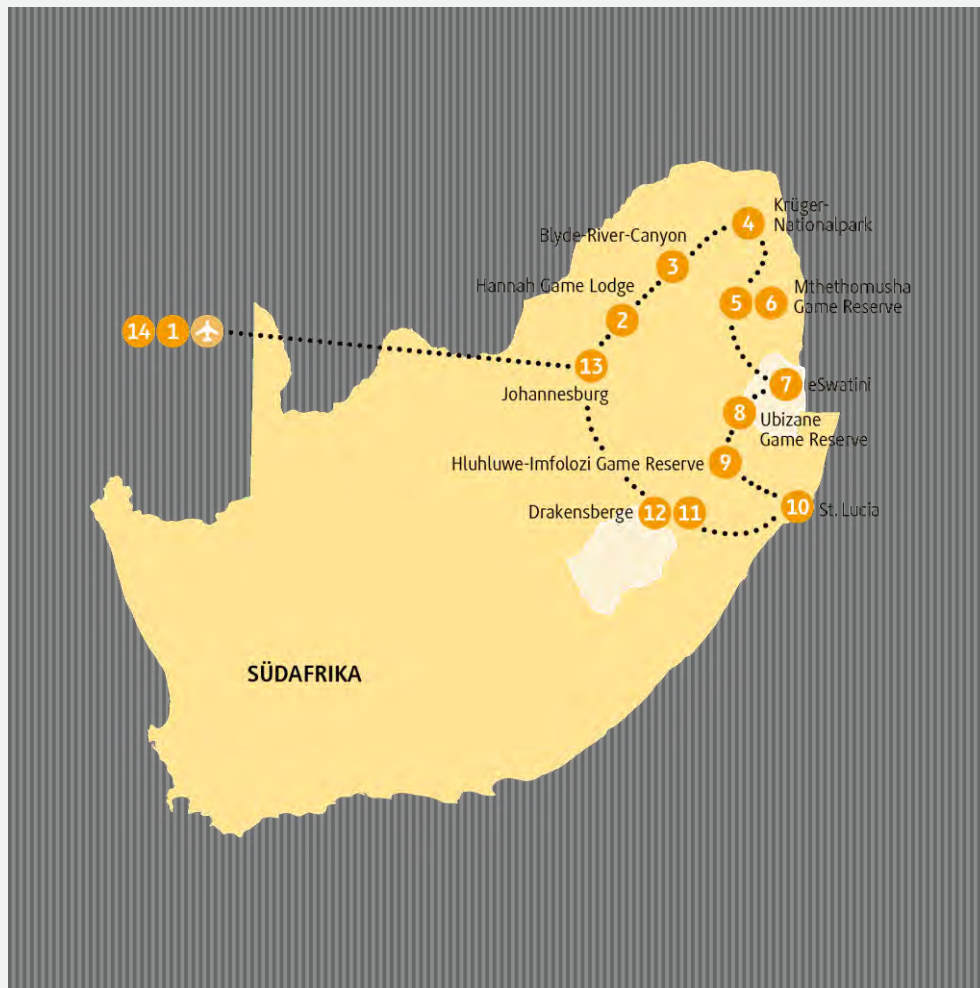 4
Krüger-
Nationalpark
Blyde-River-Canyon
3
Hannah Game Lodge
2
5 6
Mthethomusha
Game Reserve
14 1
13
Johannesburg
7 eSwatini
8
Ubizane
Game Reserve
Hluhluwe-Imfolozi Game Reserve 9
Drakensberge 12 11
10 St. Lucia
SÜDAFRIKA